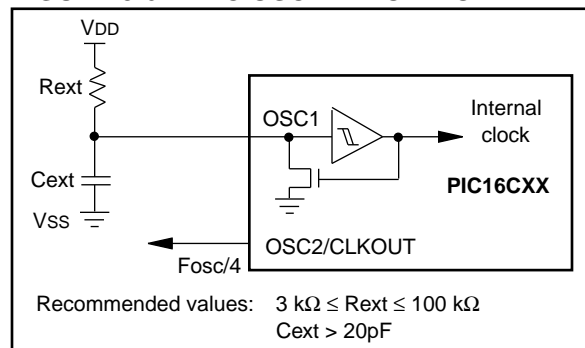 VDD
Rext
OSC1
Internal
clock
Cext
PIC16CXX
VSS
OSC2/CLKOUT
Fosc/4
Recommended values: 3 kΩ ≤ Rext ≤ 100 kΩ
Cext > 20pF